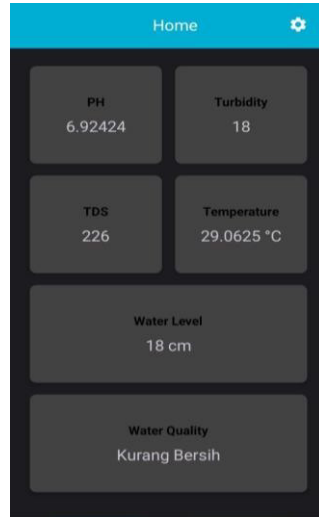 Home
PH
6.92424
Turbidity
18
TDS
226
Temperature
29.0625 °C
Water Level
18 cm
Water Quality
Kurang Bersih